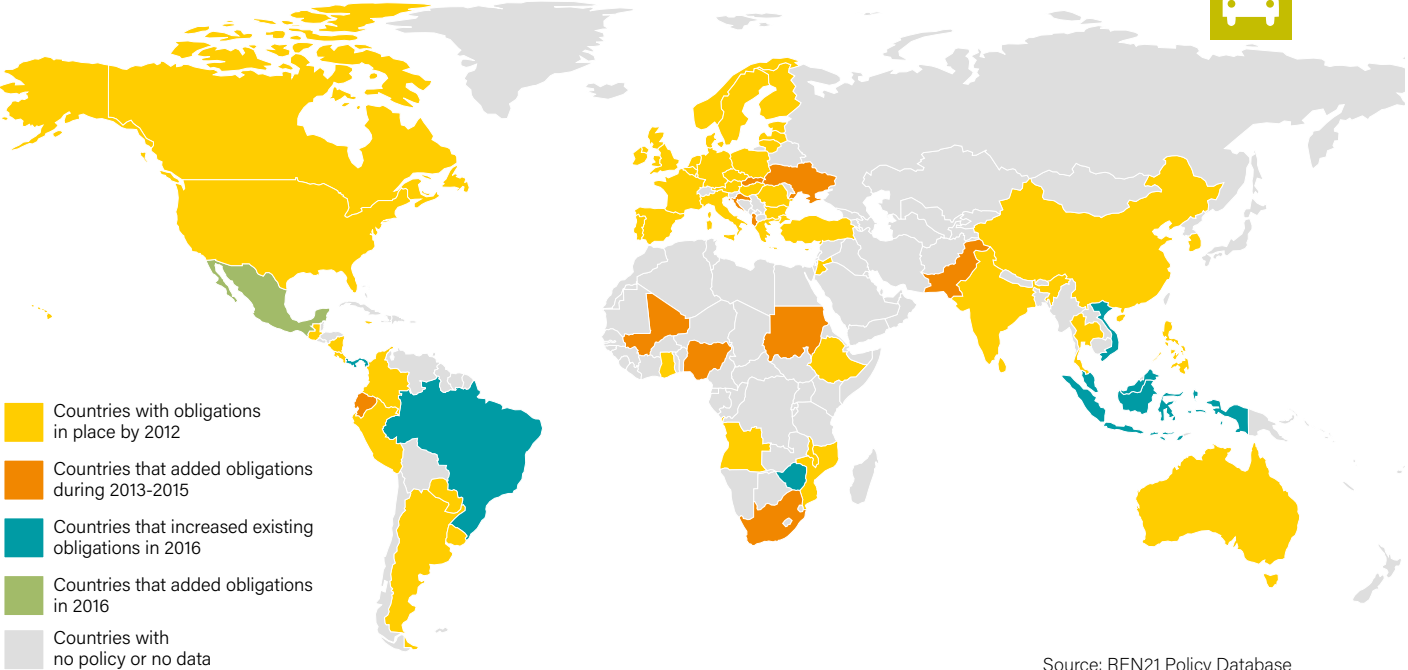 Countries with obligations
in place by 2012
Countries that added obligations
during 2013-2015
Countries that increased existing
obligations in 2016
Countries that added obligations
in 2016
Countries with
no policy or no data
Source: REN21 Policy Database